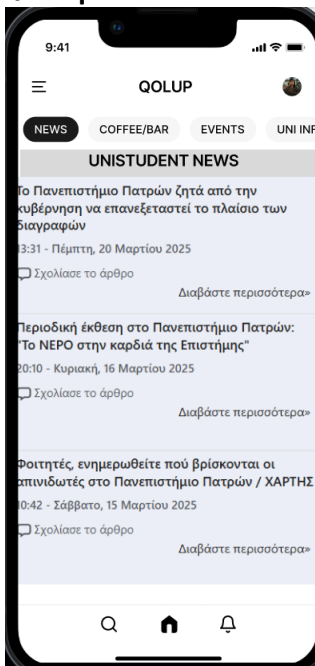 9:41
QOLUP
NEWS COFFEE/BAR EVENTS UNI INF
UNISTUDENT NEWS
Το Πανεπιστήμιο Πατρών ζητά από την
κυβέρνηση να επανεξεταστεί το πλαίσιο των
διαγραφών
13:31 - Πέμπτη, 20 Μαρτίου 2025
Σχολίασε το άρθρο
Διαβάστε περισσότερα»
Περιοδική έκθεση στο Πανεπιστήμιο Πατρών:
"Το ΝΕΡΟ στην καρδιά της Επιστήμης"
20:10 - Κυριακή, 16 Μαρτίου 2025
Σχολίασε το άρθρο
Διαβάστε περισσότερα»
Φοιτητές, ενημερωθείτε πού βρίσκονται οι
απινιδωτές στο Πανεπιστήμιο Πατρών / ΧΑΡΤΗΣ
10:42 - Σάββατο, 15 Μαρτίου 2025
Σχολίασε το άρθρο
Διαβάστε περισσότερα»